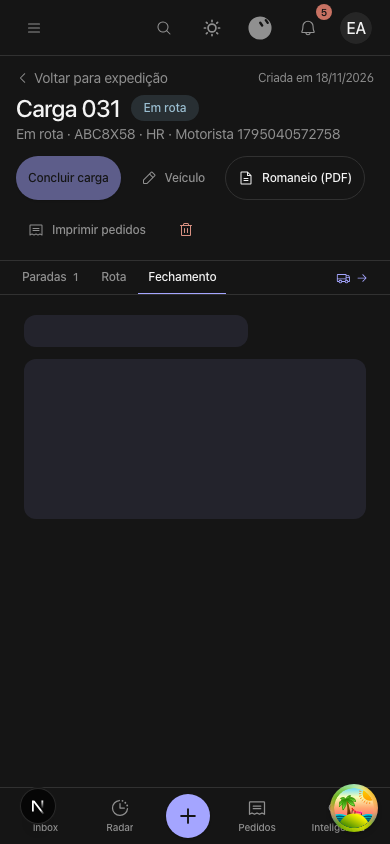 5
EA
Voltar para expedição
Criada em 18/11/2026
Carga 031
Em rota
Em rota · ABC8X58 · HR · Motorista 1795040572758
Concluir carga
Veículo
Romaneio (PDF)
Imprimir pedidos
Paradas 1
Rota
Fechamento
N
Inbox
Radar
Pedidos